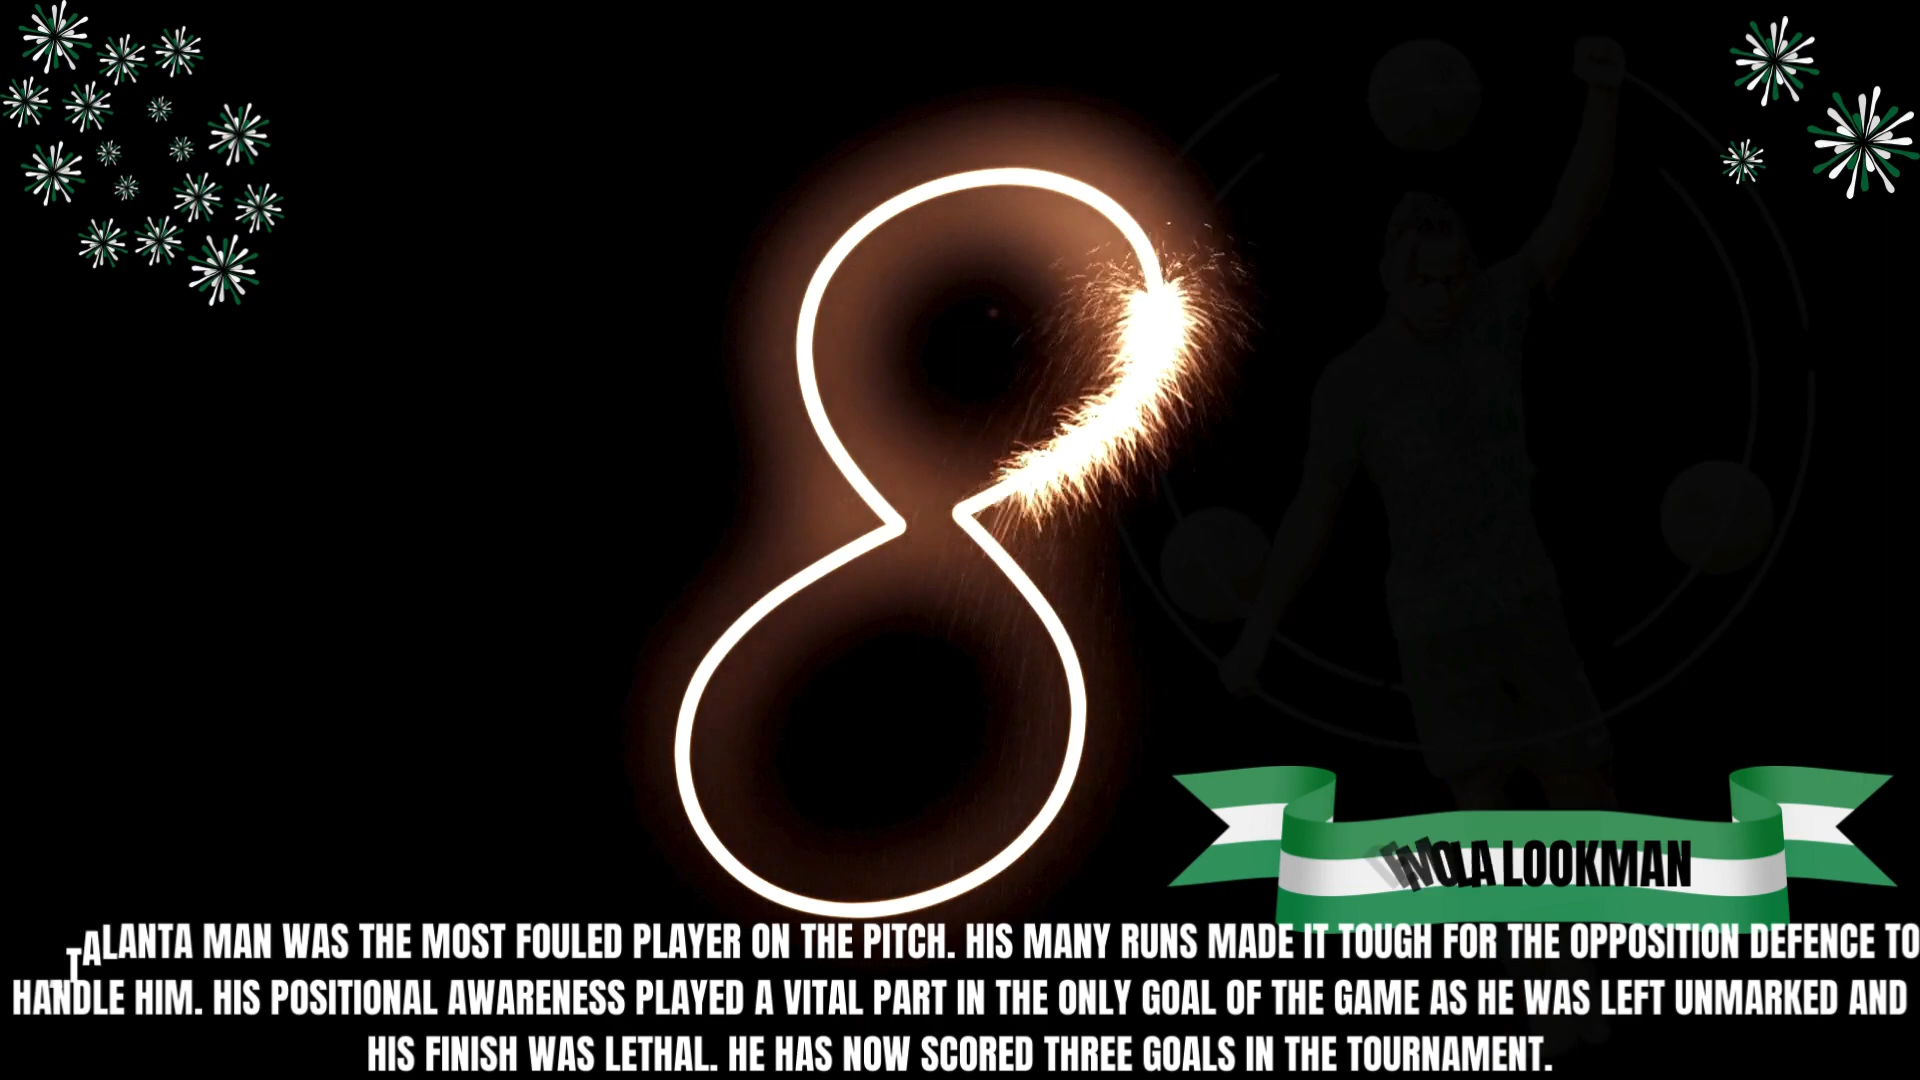 8
LOOKMAN
MAN WAS THE MOST FOULED PLAYER ON THE PITCH. HIS MANY RUNS MADE IT TOUGH FOR THE OPPOSITION DEFENCE TO
HANDLE HIM. HIS POSITIONAL AWARENESS PLAYED A VITAL PART IN THE ONLY GOAL OF THE GAME AS HE WAS LEFT UNMARKED AND
HIS FINISH WAS LETHAL. HE HAS NOW SCORED THREE GOALS IN THE TOURNAMENT.